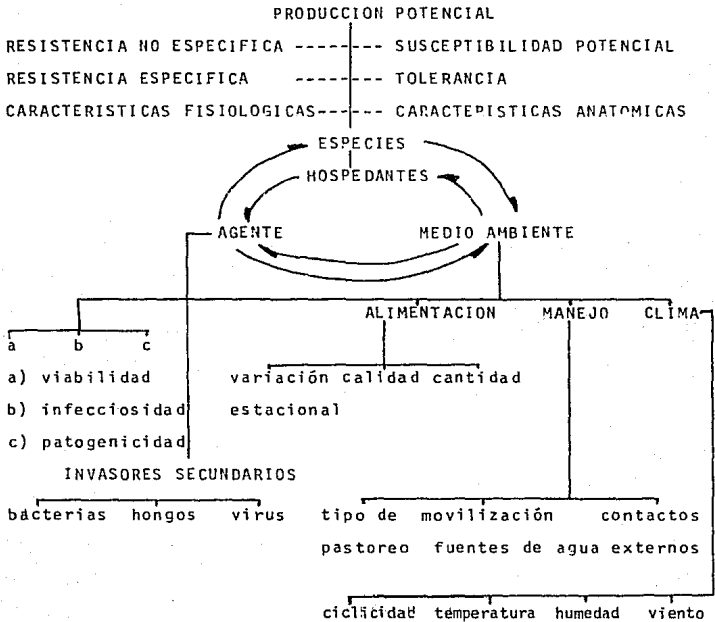 PRODUCCION POTENCIAL
RESISTENCIA NO ESPECIFICA SUSCEPTIBILIDAD POTENCIAL
RESISTENCIA ESPECIFICA TOLERANCIA
CARACTERISTICAS FISIOLOGICAS CARACTERISTICAS ANATOMICAS
ESPECIES
HOSPEDANTES
AGENTE MEDIO AMBIENTE
ALIMENTACION MANEJO CLIMA
a b c
a) viabilidad variación calidad cantidad
b) infecciosidad estacional
c) patogenicidad
INVASORES SECUNDARIOS
bacterias hongos virus tipo de movilización contactos
pastoreo fuentes de agua externos
ciclicidad temperatura humedad viento